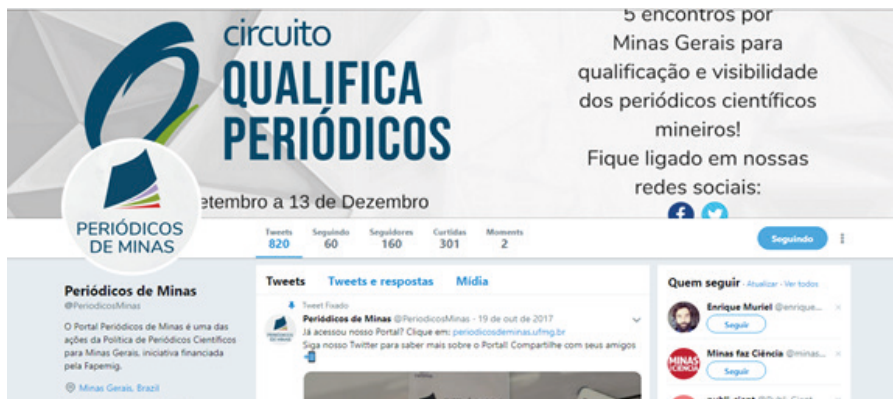 circuito
QUALIFICA
PERIÓDICOS
etembro a 13 de Dezembro
5 encontros por
Minas Gerais para
qualificação e visibilidade
dos periódicos científicos
mineiros!
Fique ligado em nossas
redes sociais:
PERIÓDICOS
DE MINAS
Tweets Seguindo Seguidores Curtidas Moments
820 60 160 301 2
Seguindo
Periódicos de Minas
@PeriodicosMinas
O Portal Periódicos de Minas é uma das
ações da Política de Periódicos Científicos
para Minas Gerais, iniciativa financiada
pela Fapemig.
Minas Gerais, Brazil
Tweets Tweets e respostas Mídia
Tweet Fixado
Periódicos de Minas @PeriodicosMinas · 19 de out de 2017
Já acessou nosso Portal? Clique em: periodicosdeminas.ufmg.br
Siga nosso Twitter para saber mais sobre o Portal! Compartilhe com seus amigos
Quem seguir · Atualizar · Ver todos
Enrique Muriel @enrique...
Seguir
MINAS
FAZ CIÊNCIA
Minas faz Ciência @minas...
Seguir